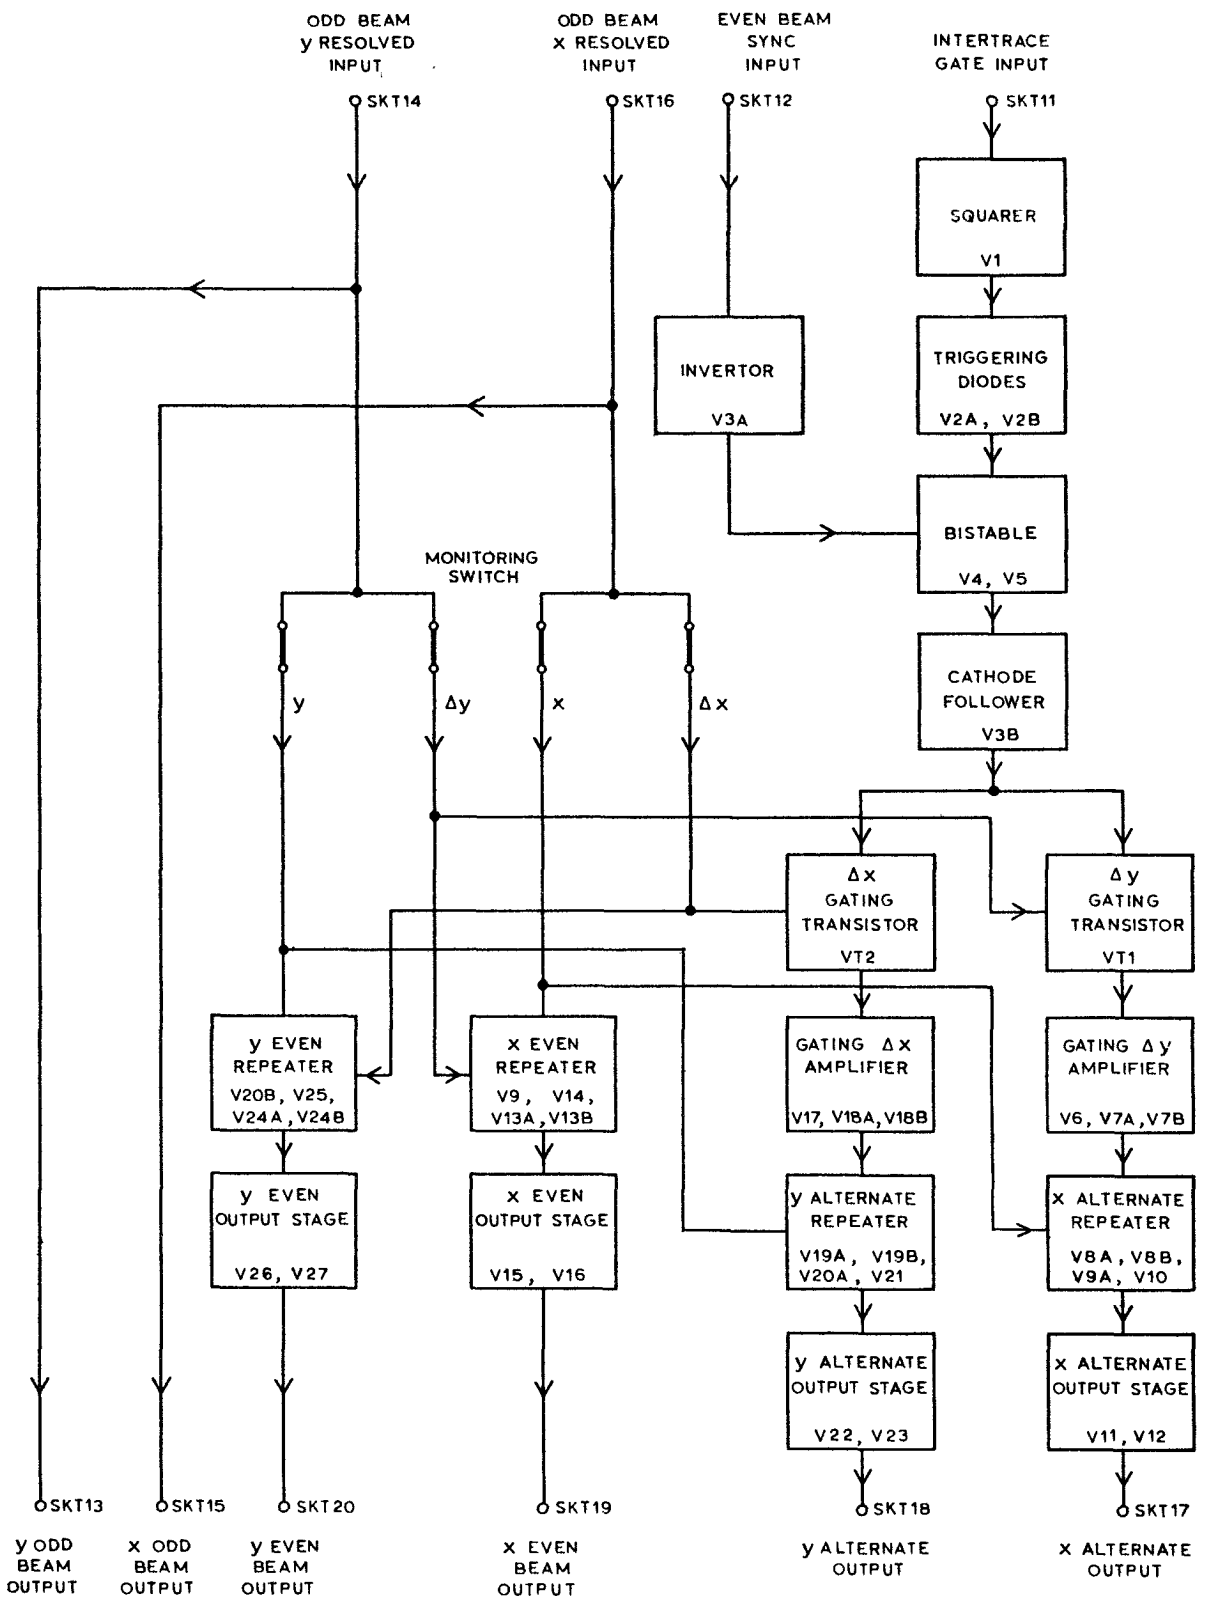 ODD BEAM
y RESOLVED
INPUT
ODD BEAM
x RESOLVED
INPUT
EVEN BEAM
SYNC
INPUT
INTERTRACE
GATE INPUT
SKT14
SKT16
SKT12
SKT11
SQUARER
V1
INVERTOR
V3A
TRIGGERING
DIODES
V2A, V2B
BISTABLE
V4, V5
MONITORING
SWITCH
CATHODE
FOLLOWER
V3B
y
Δy
x
Δx
Δx
GATING
TRANSISTOR
VT2
Δy
GATING
TRANSISTOR
VT1
y EVEN
REPEATER
V20B, V25,
V24A, V24B
x EVEN
REPEATER
V9, V14,
V13A, V13B
GATING Δx
AMPLIFIER
V17, V18A, V18B
GATING Δy
AMPLIFIER
V6, V7A, V7B
y EVEN
OUTPUT STAGE
V26, V27
x EVEN
OUTPUT STAGE
V15, V16
y ALTERNATE
REPEATER
V19A, V19B,
V20A, V21
x ALTERNATE
REPEATER
V8A, V8B,
V9A, V10
y ALTERNATE
OUTPUT STAGE
V22, V23
x ALTERNATE
OUTPUT STAGE
V11, V12
SKT13
SKT15
SKT20
SKT19
SKT18
SKT17
y ODD
BEAM
OUTPUT
x ODD
BEAM
OUTPUT
y EVEN
BEAM
OUTPUT
x EVEN
BEAM
OUTPUT
y ALTERNATE
OUTPUT
x ALTERNATE
OUTPUT